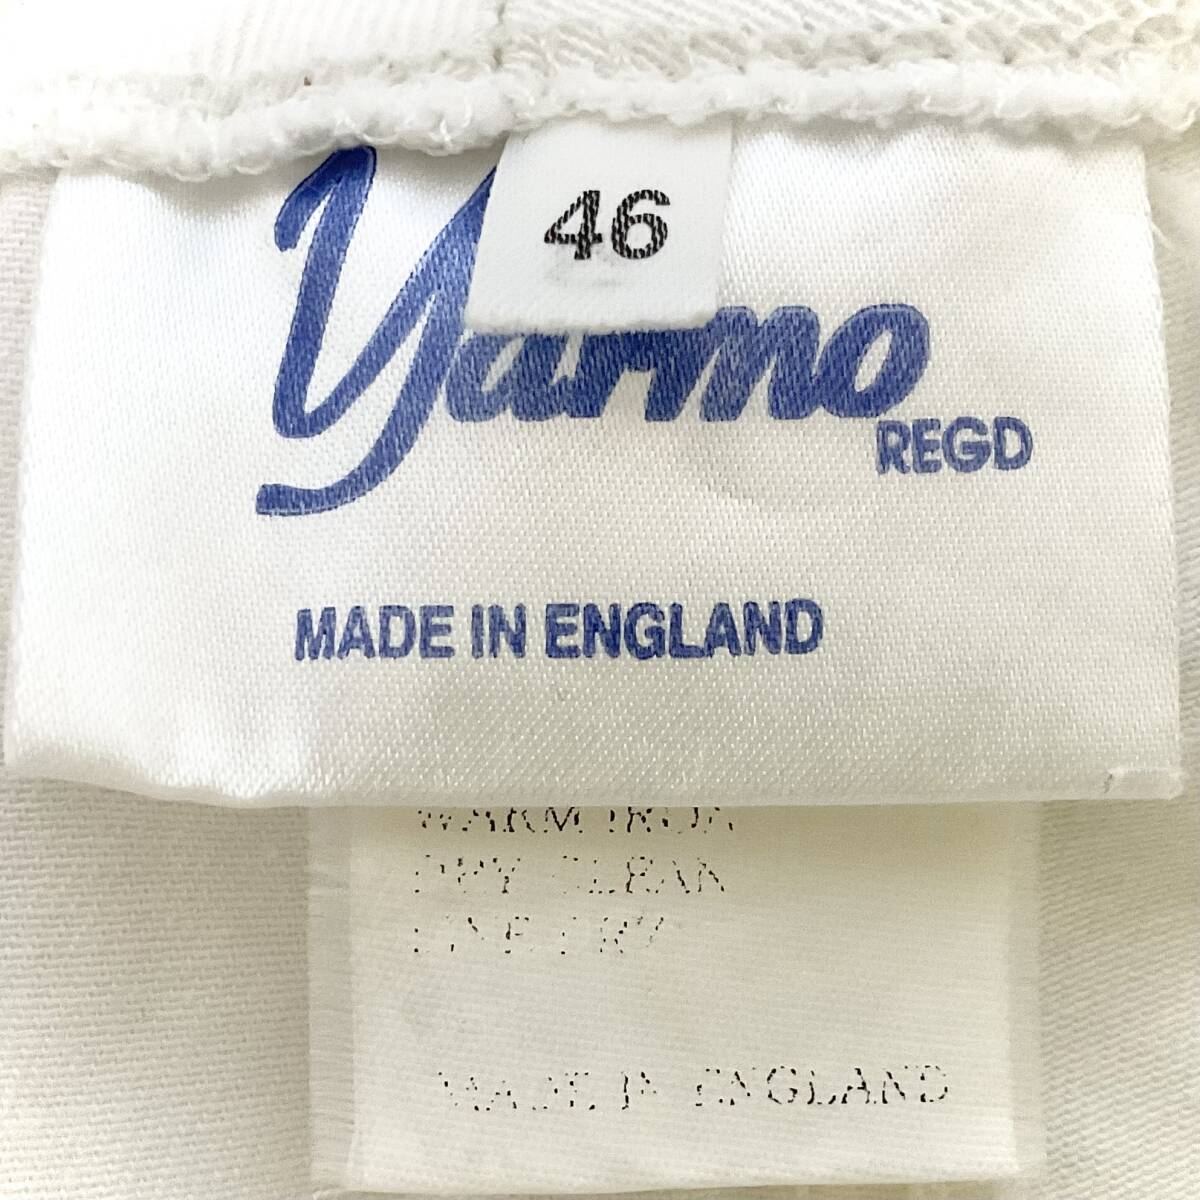 46
Yarmo
REGD
MADE IN ENGLAND
WARM IRON
DRY CLEAN
LINE DRY
MADE IN ENGLAND